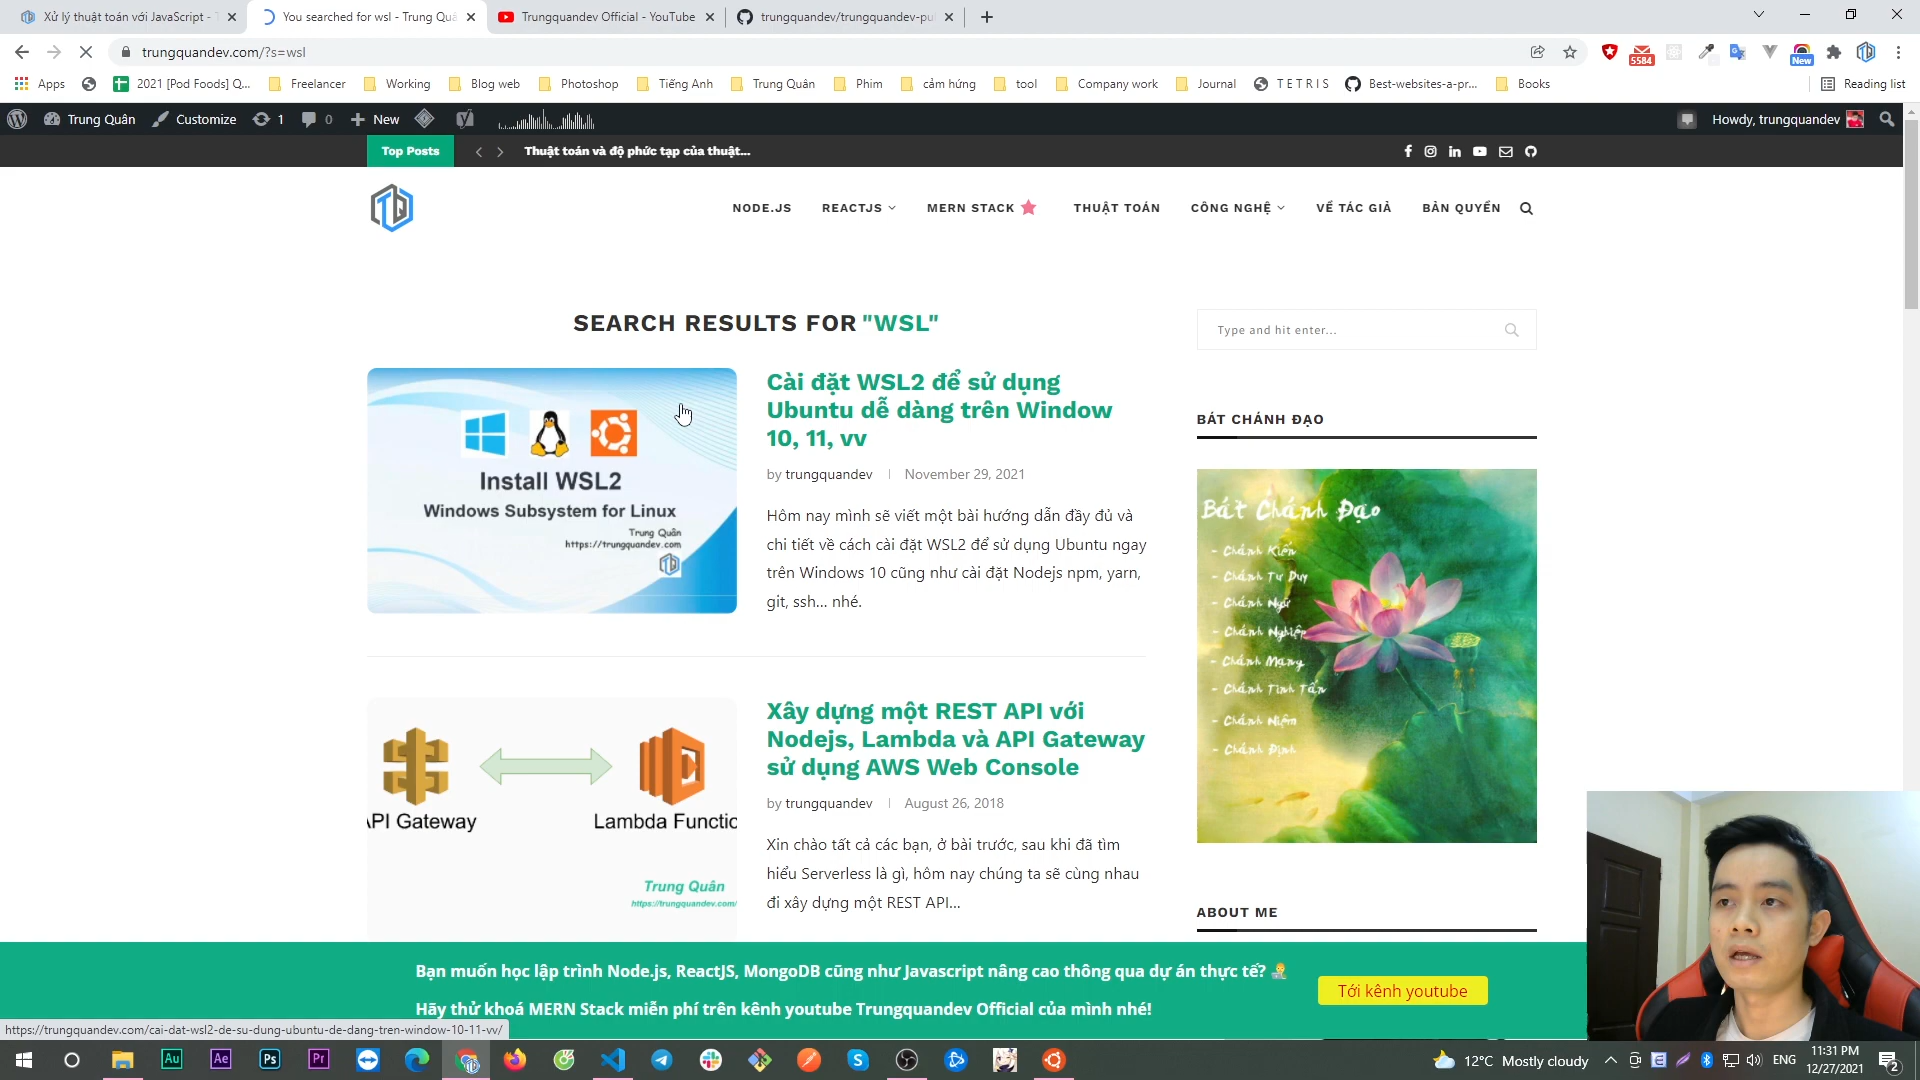 Xử lý thuật toán với JavaScript -
You searched for wsl - Trung Quâ
Trungquandev Official - YouTube
trungquandev/trungquandev-pu
trungquandev.com/?s=wsl
5584
New
Apps
2021 [Pod Foods] Q...
Freelancer
Working
Blog web
Photoshop
Tiếng Anh
Trung Quân
Phim
cảm hứng
tool
Company work
Journal
T E T R I S
Best-websites-a-pr...
Books
Reading list
Trung Quân
Customize
1
0
New
Howdy, trungquandev
Top Posts
Thuật toán và độ phức tạp của thuật...
NODE.JS
REACTJS
MERN STACK
THUẬT TOÁN
CÔNG NGHỆ
VỀ TÁC GIẢ
BẢN QUYỀN
SEARCH RESULTS FOR "WSL"
Type and hit enter...
Install WSL2
Windows Subsystem for Linux
Trung Quân
https://trungquandev.com
Cài đặt WSL2 để sử dụng
Ubuntu dễ dàng trên Window
10, 11, vv
by trungquandev
November 29, 2021
Hôm nay mình sẽ viết một bài hướng dẫn đầy đủ và
chi tiết về cách cài đặt WSL2 để sử dụng Ubuntu ngay
trên Windows 10 cũng như cài đặt Nodejs npm, yarn,
git, ssh... nhé.
BÁT CHÁNH ĐẠO
Bát Chánh Đạo
- Chánh Kiến
- Chánh Tư Duy
- Chánh Ngữ
- Chánh Nghiệp
- Chánh Mạng
- Chánh Tinh Tấn
- Chánh Niệm
- Chánh Định
API Gateway
Lambda Functio
Trung Quân
https://trungquandev.com/
Xây dựng một REST API với
Nodejs, Lambda và API Gateway
sử dụng AWS Web Console
by trungquandev
August 26, 2018
Xin chào tất cả các bạn, ở bài trước, sau khi đã tìm
hiểu Serverless là gì, hôm nay chúng ta sẽ cùng nhau
đi xây dựng một REST API...
ABOUT ME
Bạn muốn học lập trình Node.js, ReactJS, MongoDB cũng như Javascript nâng cao thông qua dự án thực tế?
Hãy thử khoá MERN Stack miễn phí trên kênh youtube Trungquandev Official của mình nhé!
Tới kênh youtube
https://trungquandev.com/cai-dat-wsl2-de-su-dung-ubuntu-de-dang-tren-window-10-11-vv/
Au
Ae
Ps
Pr
12°C Mostly cloudy
ENG
11:31 PM
12/27/2021
2